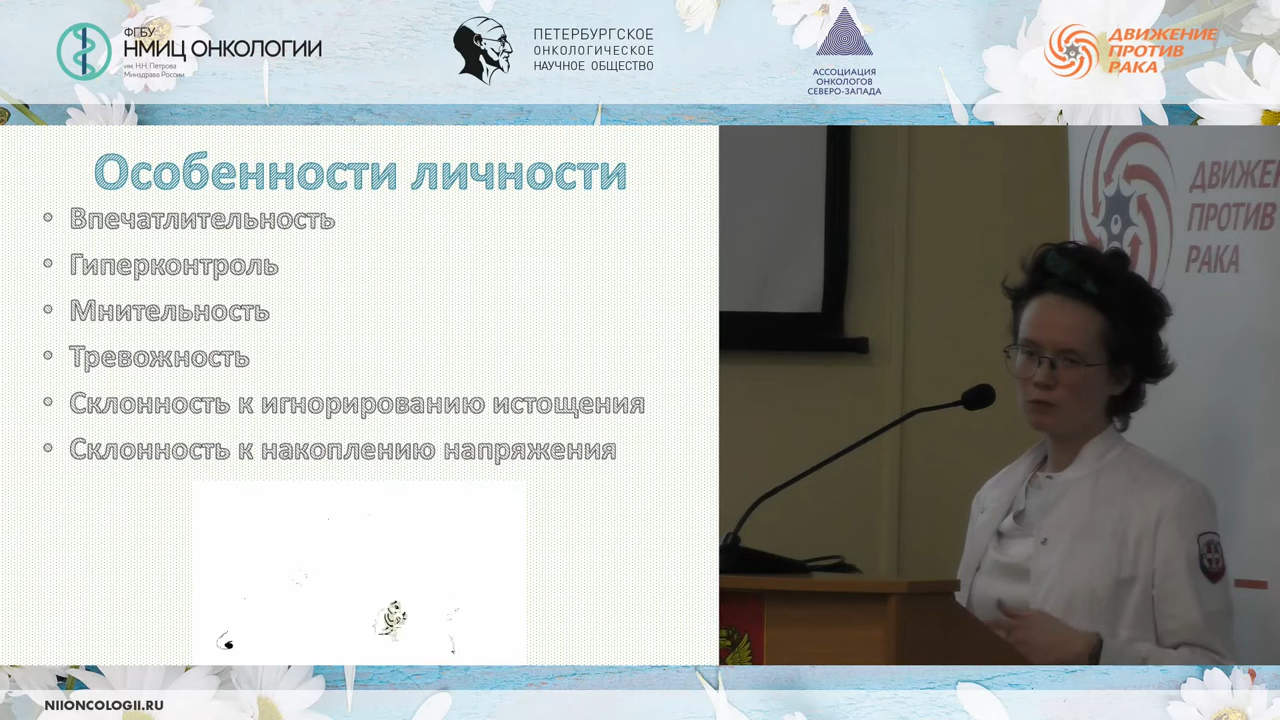 ФГБУ
НМИЦ ОНКОЛОГИИ
им. Н.Н. Петрова
Минздрава России
ПЕТЕРБУРГСКОЕ
ОНКОЛОГИЧЕСКОЕ
НАУЧНОЕ ОБЩЕСТВО
АССОЦИАЦИЯ
ОНКОЛОГОВ
СЕВЕРО-ЗАПАДА
ДВИЖЕНИЕ
ПРОТИВ
РАКА
Особенности личности
• Впечатлительность
• Гиперконтроль
• Мнительность
• Тревожность
• Склонность к игнорированию истощения
• Склонность к накоплению напряжения
ДВИЖЕН
ПРОТИВ
РАКА
NIIONCOLOGII.RU